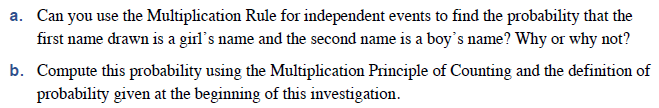 a. Can you use the Multiplication Rule for independent events to find the probability that the
first name drawn is a girl's name and the second name is a boy's name? Why or why not?
b. Compute this probability using the Multiplication Principle of Counting and the definition of
probability given at the beginning of this investigation.